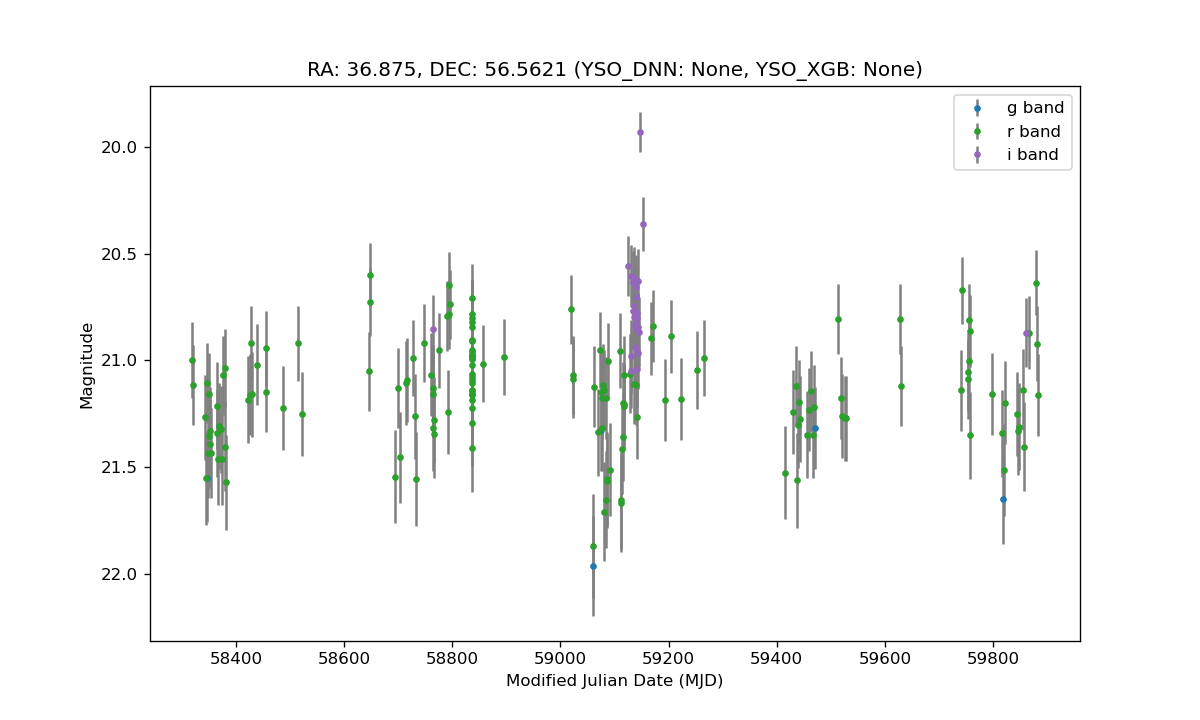 RA: 36.875, DEC: 56.5621 (YSO_DNN: None, YSO_XGB: None)
g band
r band
i band
20.0
20.5
21.0
21.5
22.0
Magnitude
58400 58600 58800 59000 59200 59400 59600 59800
Modified Julian Date (MJD)